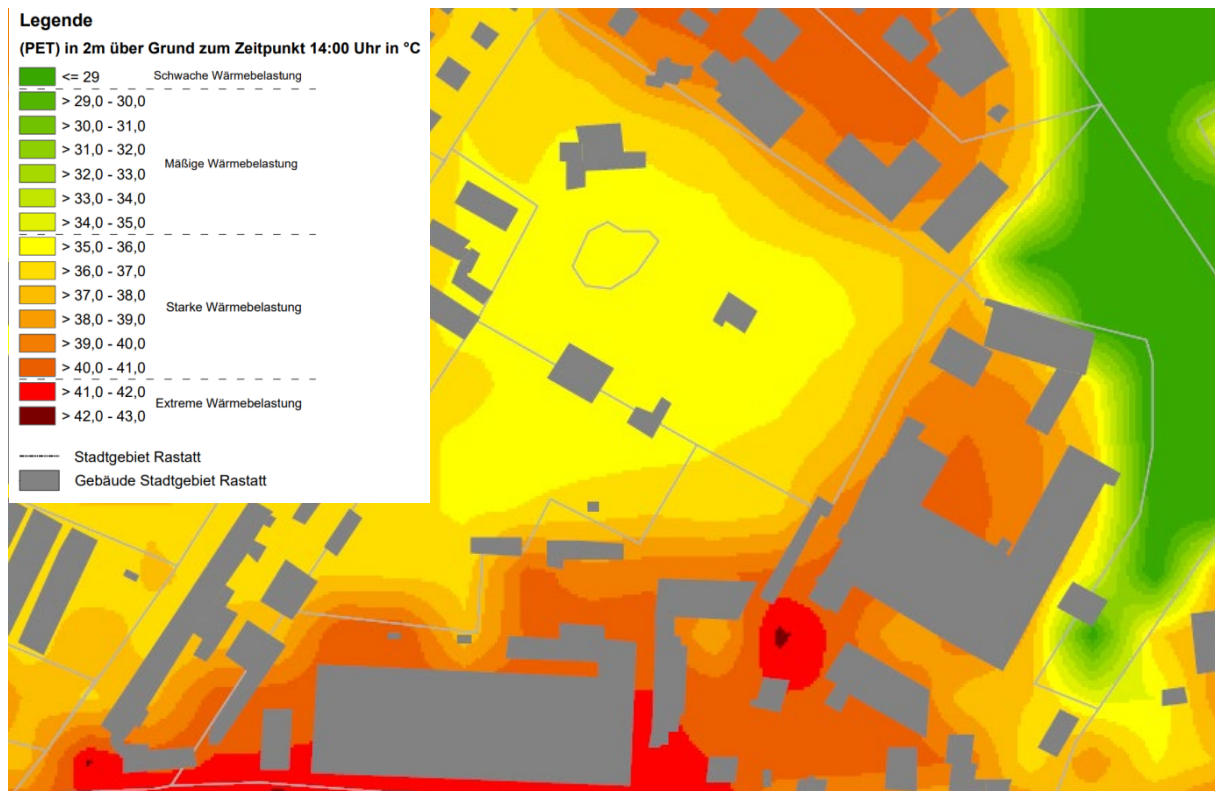 Legende
(PET) in 2m über Grund zum Zeitpunkt 14:00 Uhr in °C
<= 29 Schwache Wärmebelastung
> 29,0 - 30,0
> 30,0 - 31,0
> 31,0 - 32,0
Mäßige Wärmebelastung
> 32,0 - 33,0
> 33,0 - 34,0
> 34,0 - 35,0
> 35,0 - 36,0
> 36,0 - 37,0
> 37,0 - 38,0
Starke Wärmebelastung
> 38,0 - 39,0
> 39,0 - 40,0
> 40,0 - 41,0
> 41,0 - 42,0
Extreme Wärmebelastung
> 42,0 - 43,0
Stadtgebiet Rastatt
Gebäude Stadtgebiet Rastatt